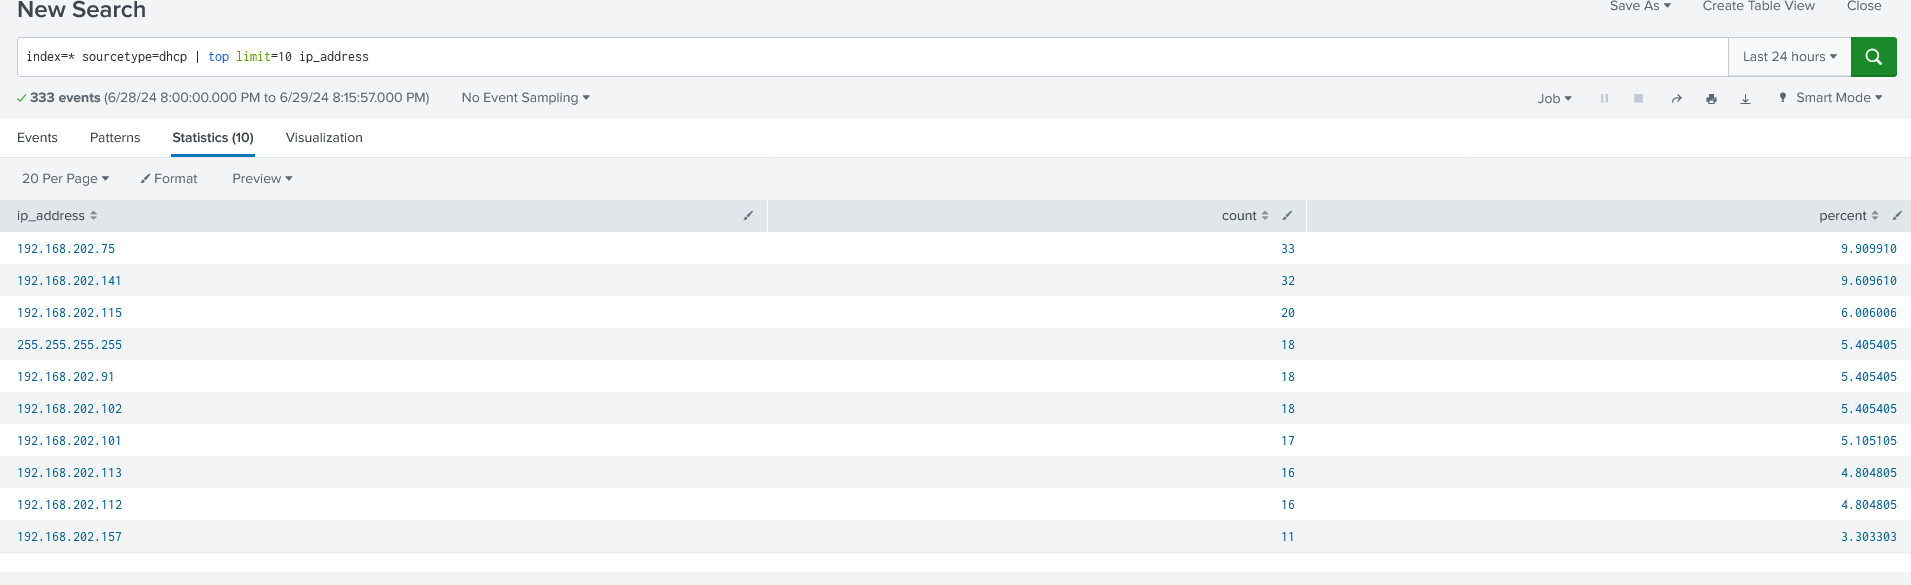 New Search
Save As Create Table View Close
index=* sourcetype=dhcp | top limit=10 ip_address
Last 24 hours
333 events (6/28/24 8:00:00.000 PM to 6/29/24 8:15:57.000 PM) No Event Sampling
Job Smart Mode
Events Patterns Statistics (10) Visualization
20 Per Page Format Preview
ip_address count percent
192.168.202.75 33 9.909910
192.168.202.141 32 9.609610
192.168.202.115 20 6.006006
255.255.255.255 18 5.405405
192.168.202.91 18 5.405405
192.168.202.102 18 5.405405
192.168.202.101 17 5.105105
192.168.202.113 16 4.804805
192.168.202.112 16 4.804805
192.168.202.157 11 3.303303